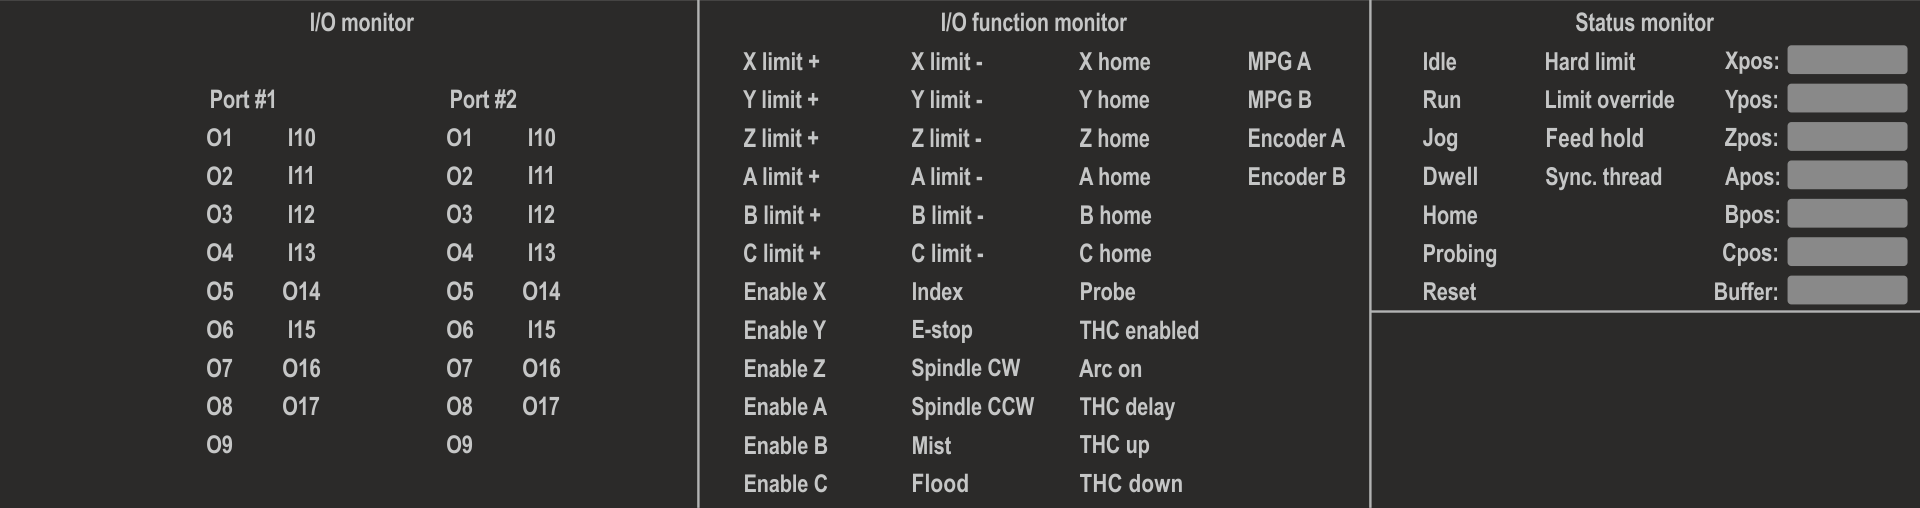 I/O monitor
Port #1 Port #2
O1 I10 O1 I10
O2 I11 O2 I11
O3 I12 O3 I12
O4 I13 O4 I13
O5 O14 O5 O14
O6 I15 O6 I15
O7 O16 O7 O16
O8 O17 O8 O17
O9 O9
I/O function monitor
X limit + X limit - X home MPG A
Y limit + Y limit - Y home MPG B
Z limit + Z limit - Z home Encoder A
A limit + A limit - A home Encoder B
B limit + B limit - B home
C limit + C limit - C home
Enable X Index Probe
Enable Y E-stop THC enabled
Enable Z Spindle CW Arc on
Enable A Spindle CCW THC delay
Enable B Mist THC up
Enable C Flood THC down
Status monitor
Idle Hard limit Xpos:
Run Limit override Ypos:
Jog Feed hold Zpos:
Dwell Sync. thread Apos:
Home Bpos:
Probing Cpos:
Reset Buffer: